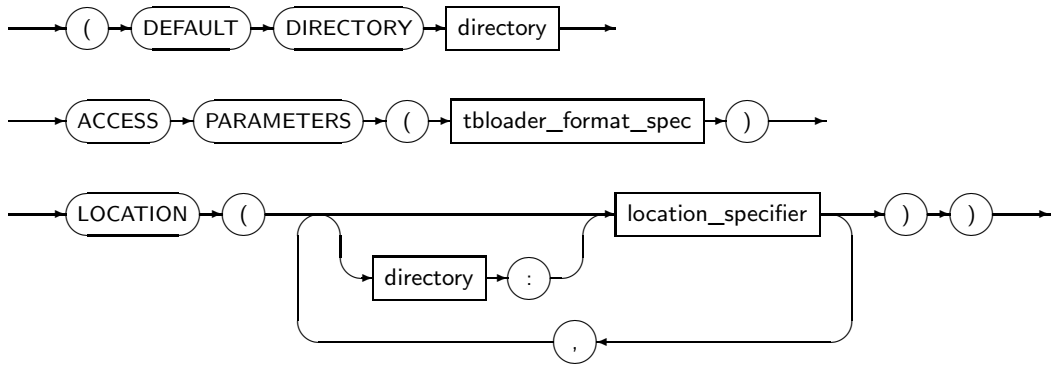 ( DEFAULT DIRECTORY directory
ACCESS PARAMETERS ( tbloader_format_spec )
LOCATION ( location_specifier ) )
directory :
,